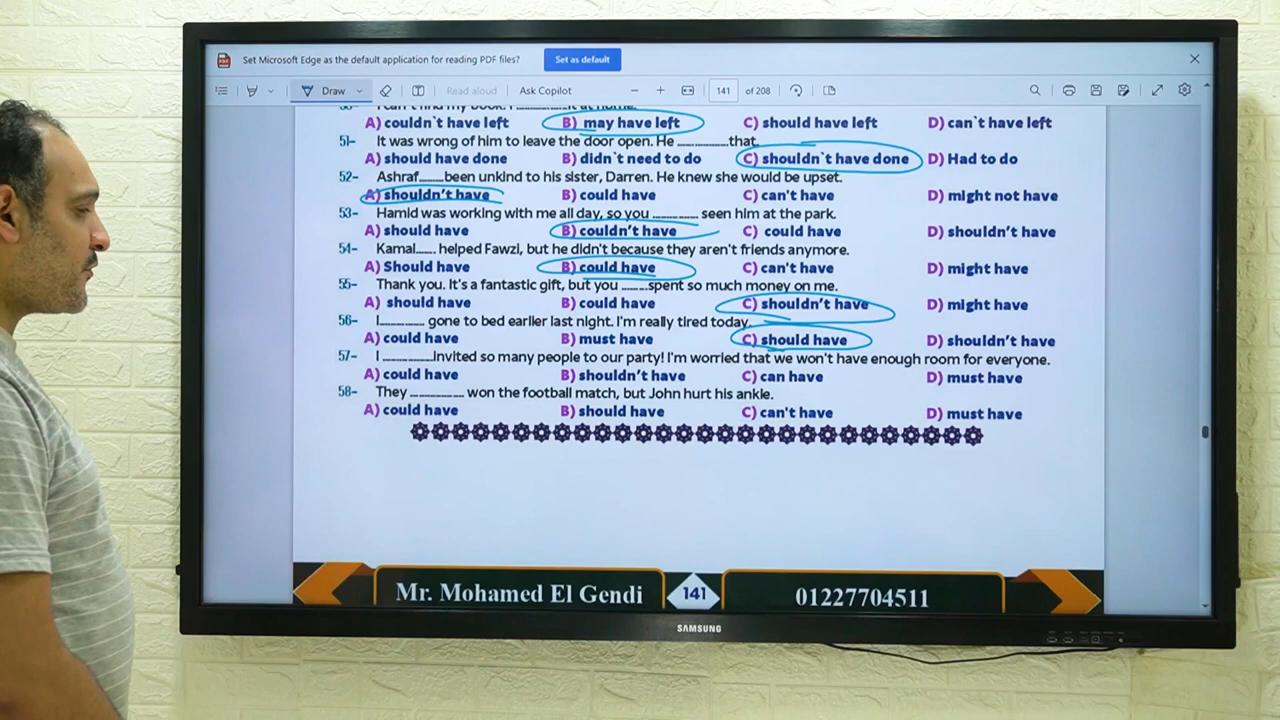 Set Microsoft Edge as the default application for reading PDF files? Set as default
Draw Read aloud Ask Copilot 141 of 208
A) couldn`t have left B) may have left C) should have left D) can`t have left
51- It was wrong of him to leave the door open. He ............... that.
A) should have done B) didn`t need to do C) shouldn`t have done D) Had to do
52- Ashraf........been unkind to his sister, Darren. He knew she would be upset.
A) shouldn't have B) could have C) can't have D) might not have
53- Hamid was working with me all day, so you .............. seen him at the park.
A) should have B) couldn't have C) could have D) shouldn't have
54- Kamal...... helped Fawzi, but he didn't because they aren't friends anymore.
A) Should have B) could have C) can't have D) might have
55- Thank you. It's a fantastic gift, but you ........spent so much money on me.
A) should have B) could have C) shouldn't have D) might have
56- I.............. gone to bed earlier last night. I'm really tired today.
A) could have B) must have C) should have D) shouldn't have
57- I ...............invited so many people to our party! I'm worried that we won't have enough room for everyone.
A) could have B) shouldn't have C) can have D) must have
58- They ................ won the football match, but John hurt his ankle.
A) could have B) should have C) can't have D) must have
Mr. Mohamed El Gendi 141 01227704511
SAMSUNG